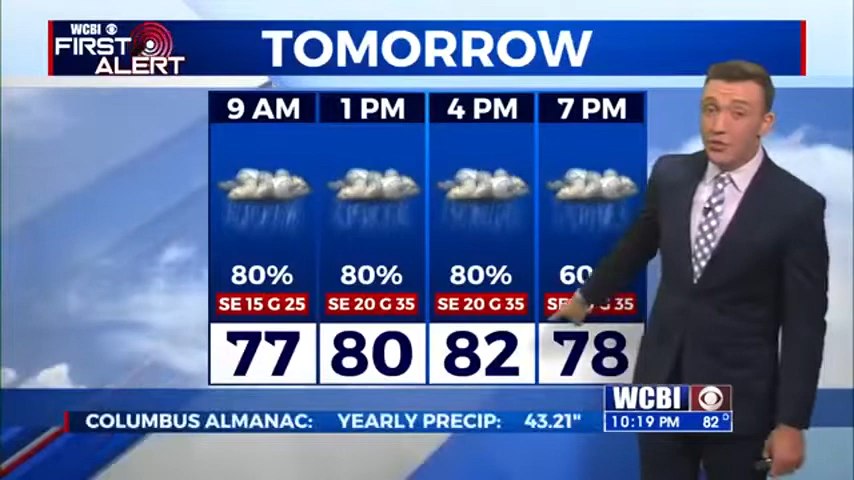 WCBI
FIRST
ALERT
TOMORROW
9 AM 1 PM 4 PM 7 PM
80% 80% 80% 60
SE 15 G 25 SE 20 G 35 SE 20 G 35 G 35
77 80 82 78
WCBI
10:19 PM 82°
COLUMBUS ALMANAC: YEARLY PRECIP: 43.21"